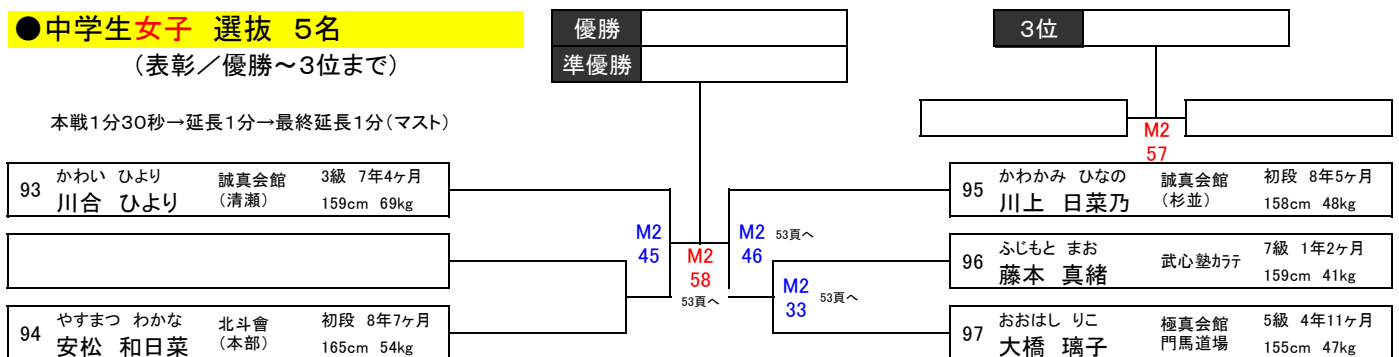 ●中学生女子 選抜 5名
(表彰／優勝～3位まで)
本戦1分30秒→延長1分→最終延長1分(マスト)
優勝
準優勝
3位
M2
57
93
かわい ひより
川合 ひより
誠真会館
(清瀬)
3級 7年4ヶ月
159cm 69kg
94
やすまつ わかな
安松 和日菜
北斗會
(本部)
初段 8年7ヶ月
165cm 54kg
M2
45
M2
58
53頁へ
M2 53頁へ
46
M2
33
53頁へ
95
かわかみ ひなの
川上 日菜乃
誠真会館
(杉並)
初段 8年5ヶ月
158cm 48kg
96
ふじもと まお
藤本 真緒
武心塾カラテ
7級 1年2ヶ月
159cm 41kg
97
おおはし りこ
大橋 璃子
極真会館
門馬道場
5級 4年11ヶ月
155cm 47kg